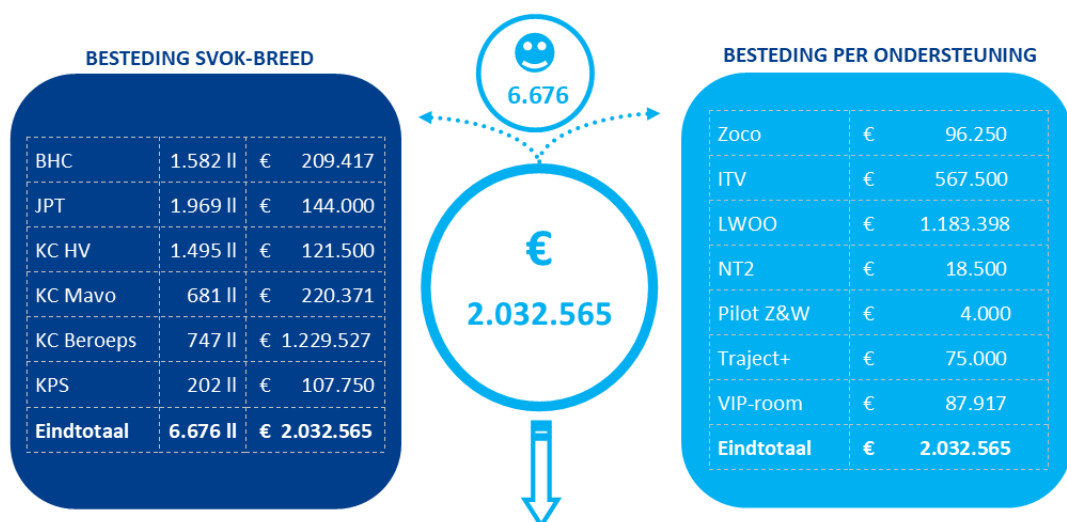 BESTEDING SVOK-BREED
BHC 1.582 ll € 209.417
JPT 1.969 ll € 144.000
KC HV 1.495 ll € 121.500
KC Mavo 681 ll € 220.371
KC Beroeps 747 ll € 1.229.527
KPS 202 ll € 107.750
Eindtotaal 6.676 ll € 2.032.565
6.676
€
2.032.565
BESTEDING PER ONDERSTEUNING
Zoco € 96.250
ITV € 567.500
LWOO € 1.183.398
NT2 € 18.500
Pilot Z&W € 4.000
Traject+ € 75.000
VIP-room € 87.917
Eindtotaal € 2.032.565